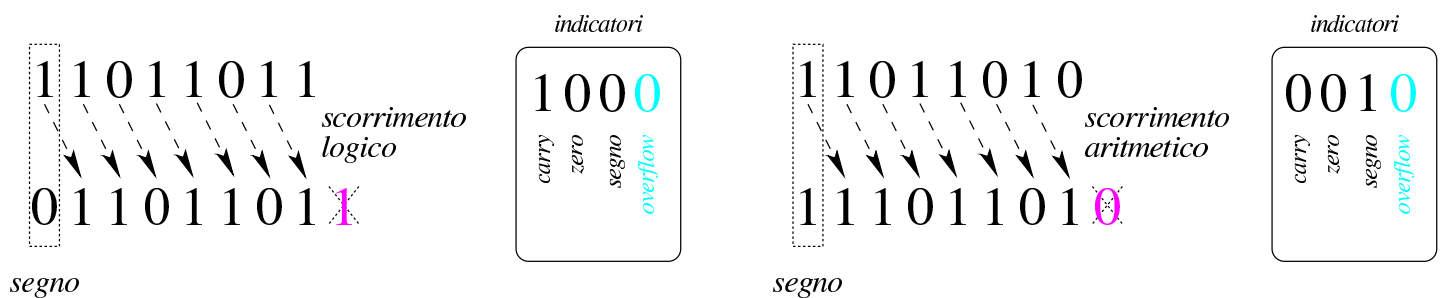 indicatori
1 1 0 1 1 0 1 1
scorrimento
logico
0 1 1 0 1 1 0 1 1
segno
1 0 0 0
carry
zero
segno
overflow
indicatori
1 1 0 1 1 0 1 0
scorrimento
aritmetico
1 1 1 0 1 1 0 1 0
segno
0 0 1 0
carry
zero
segno
overflow